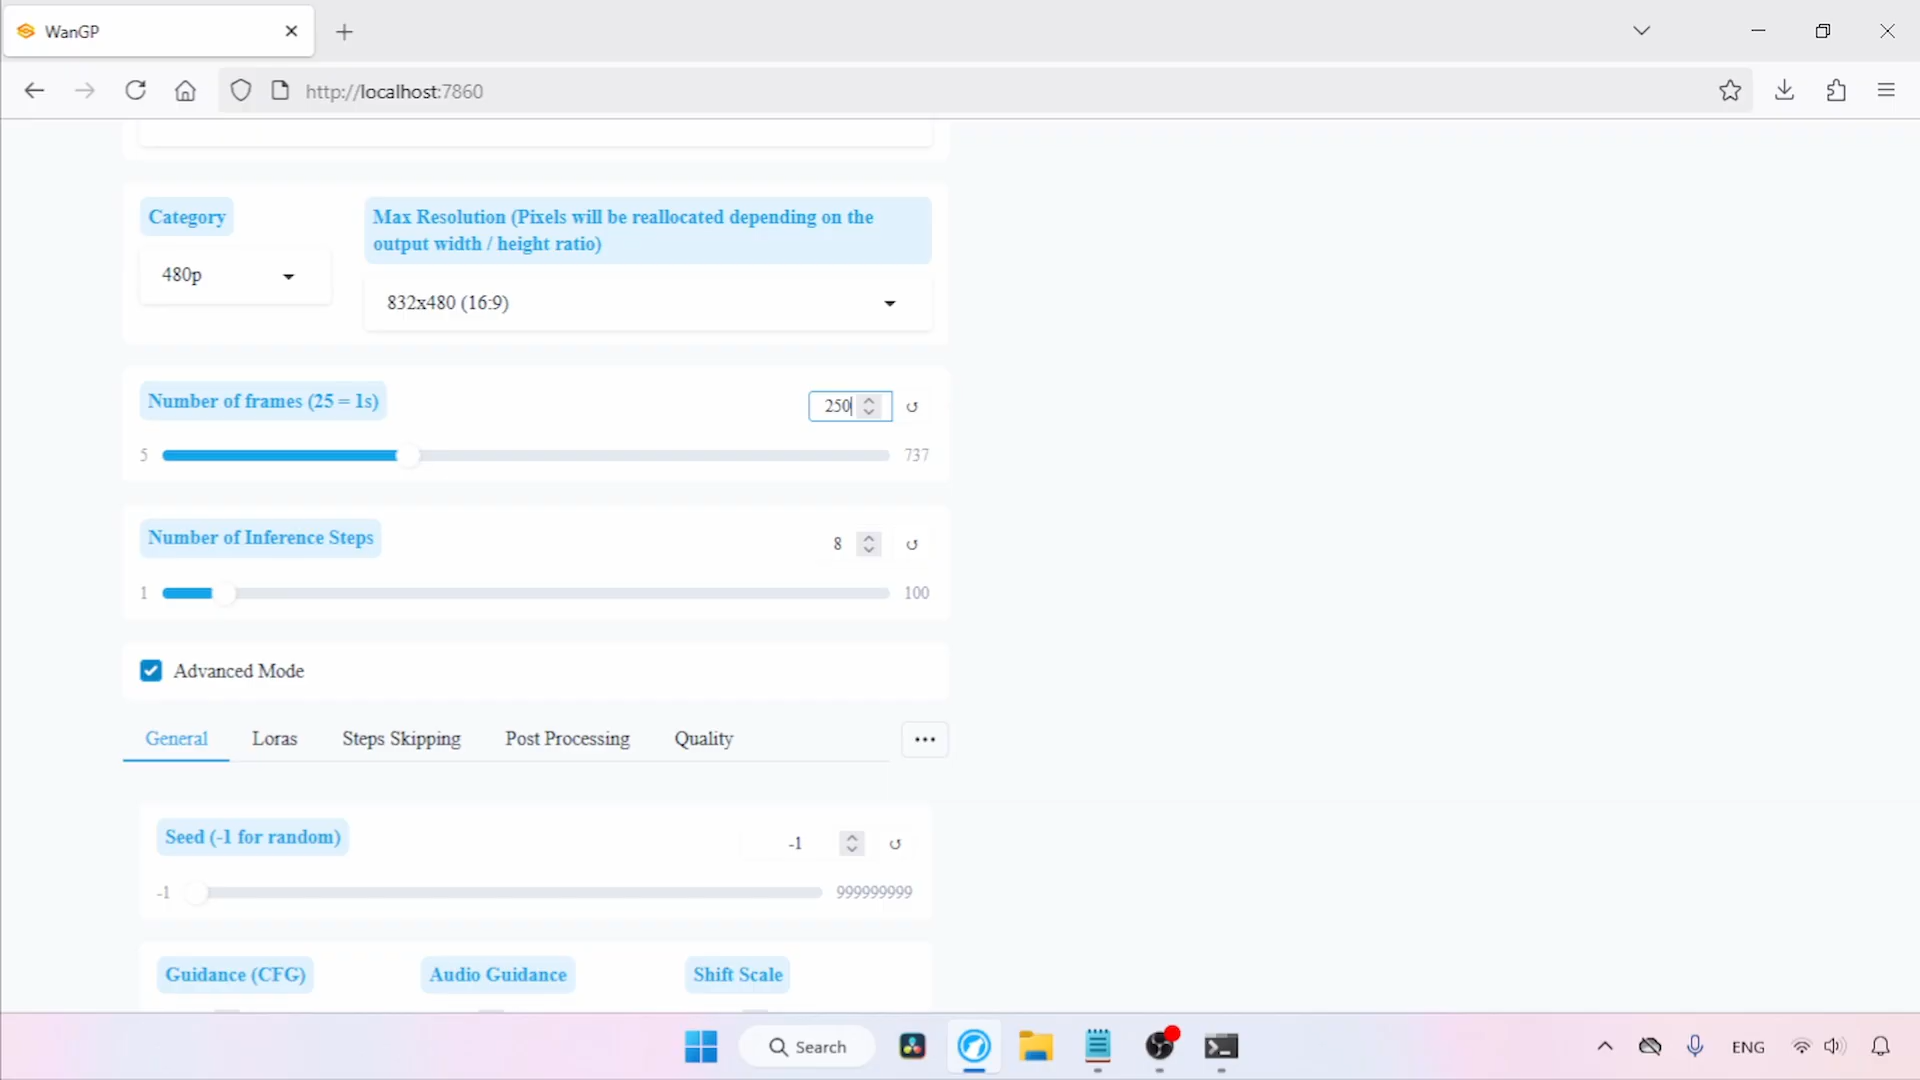 WanGP
http://localhost:7860
Category
Max Resolution (Pixels will be reallocated depending on the
output width / height ratio)
480p
832x480 (16:9)
Number of frames (25 = 1s)
250
5
737
Number of Inference Steps
8
1
100
Advanced Mode
General
Loras
Steps Skipping
Post Processing
Quality
Seed (-1 for random)
-1
-1
999999999
Guidance (CFG)
Audio Guidance
Shift Scale
Search
ENG